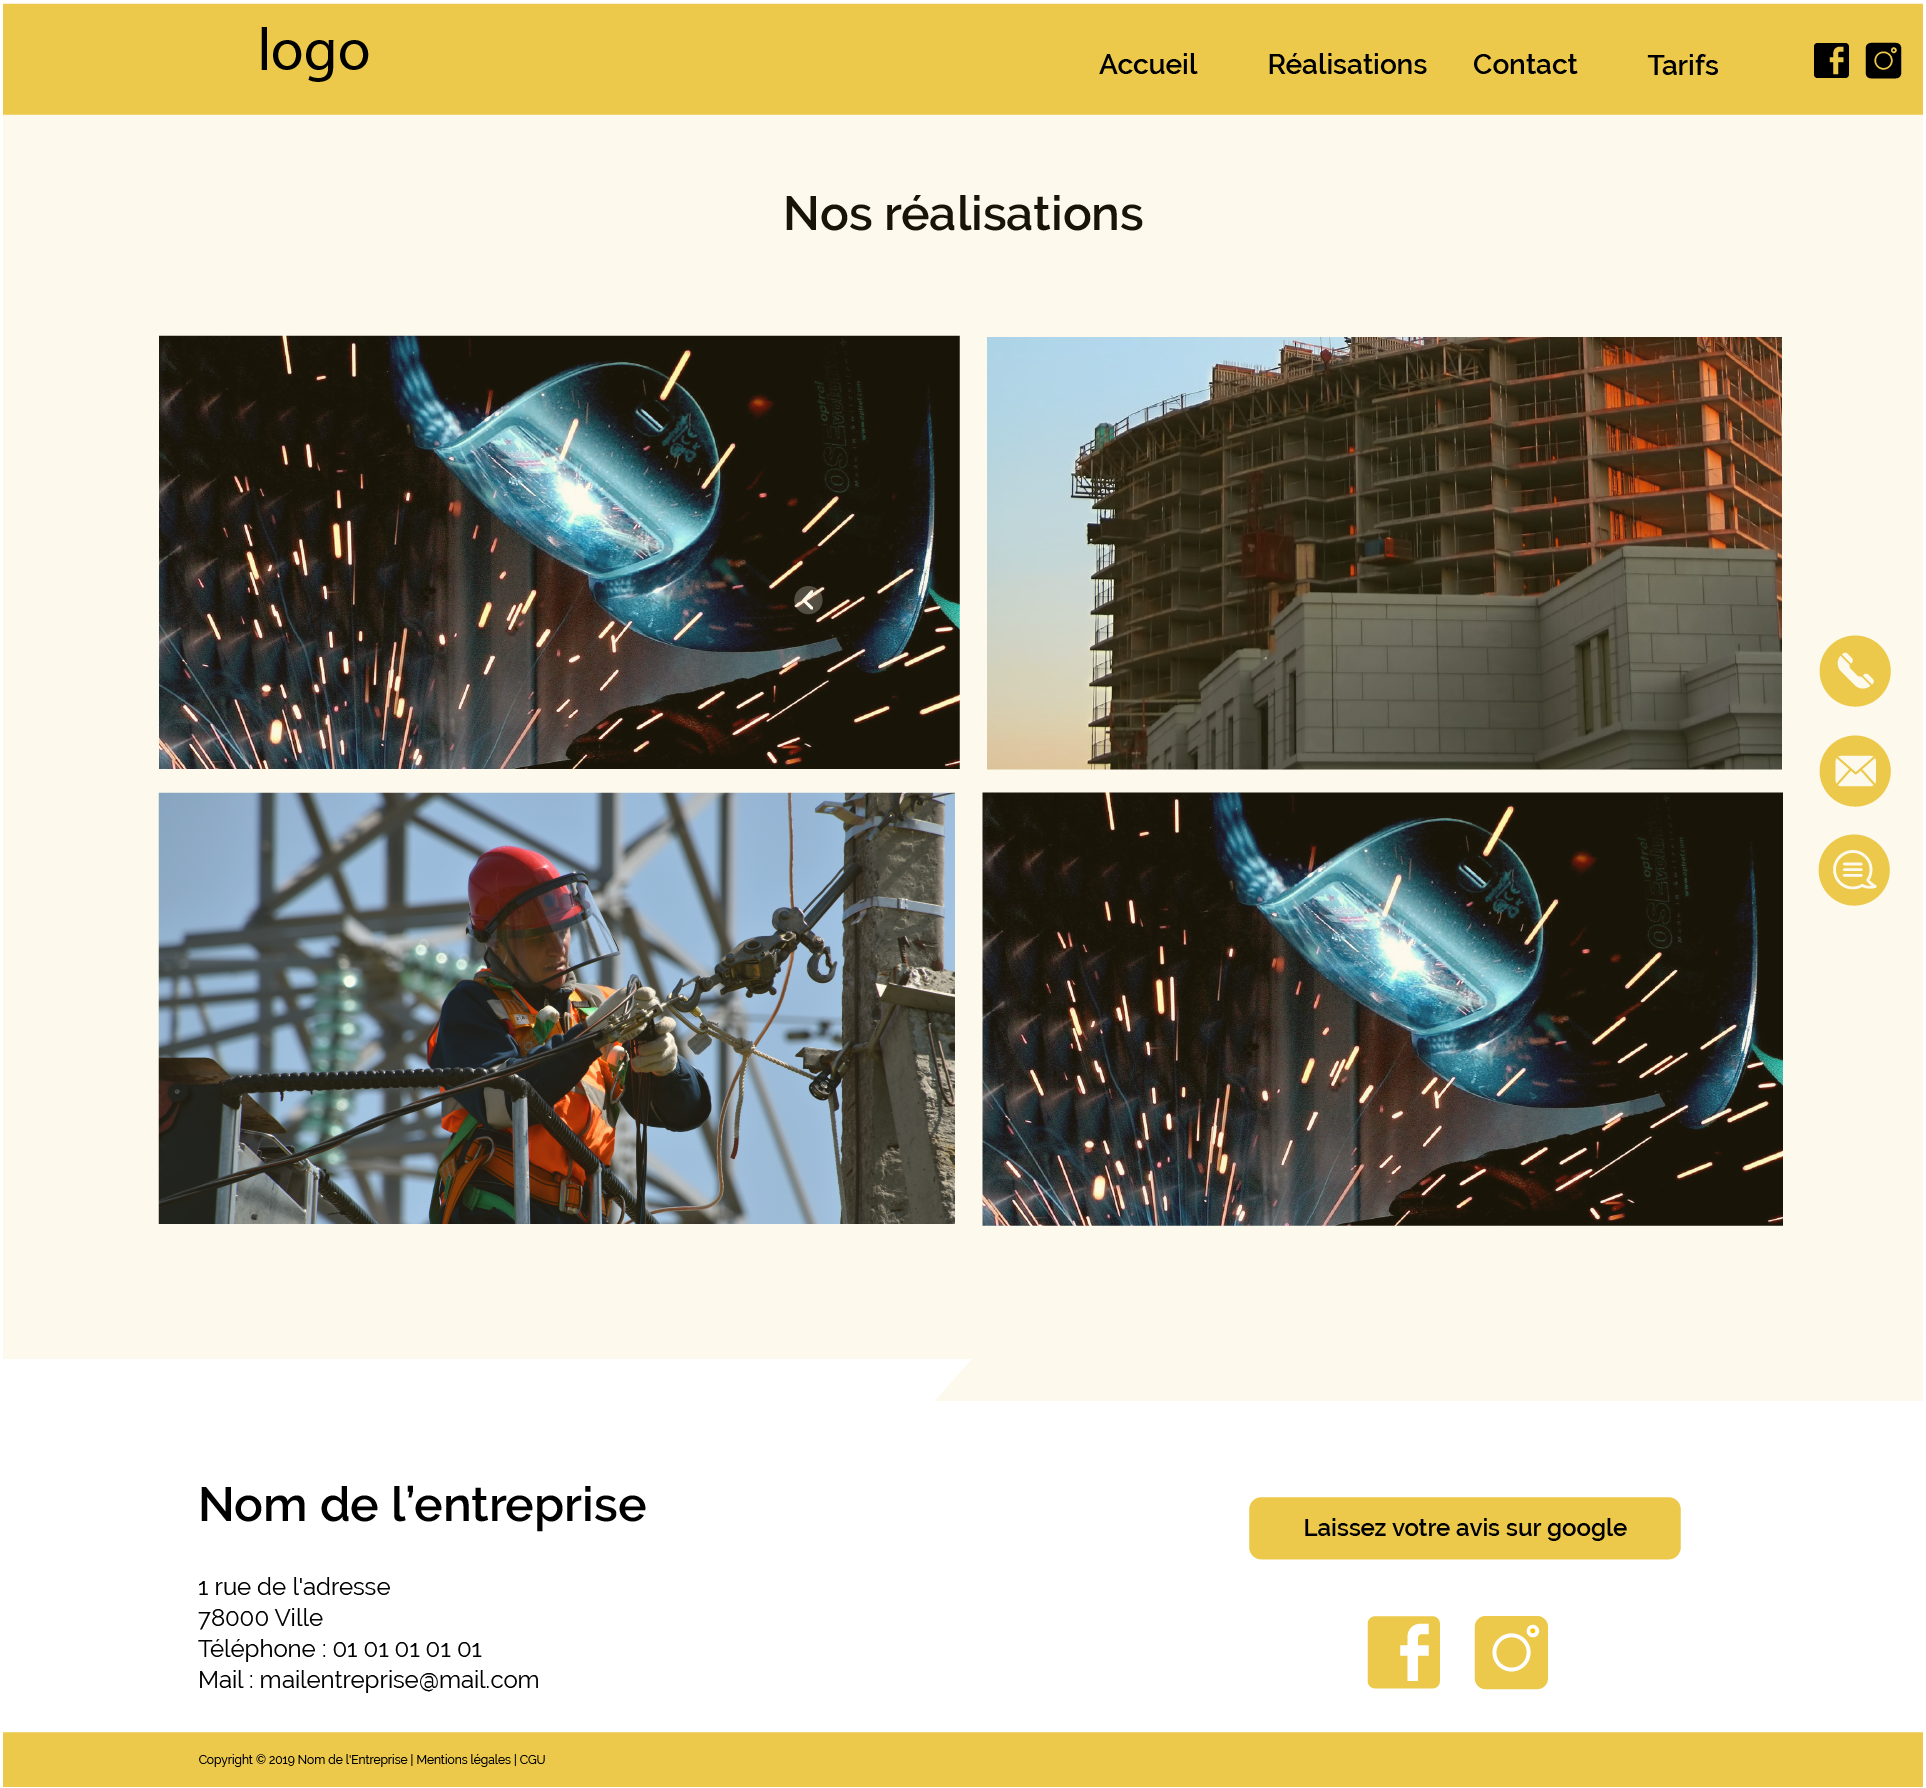 logo
Accueil
Réalisations
Contact
Tarifs
Nos réalisations
optrel
optrel
Nom de l'entreprise
Laissez votre avis sur google
1 rue de l'adresse
78000 Ville
Téléphone : 01 01 01 01 01
Mail : mailentreprise@mail.com
Copyright © 2019 Nom de l'Entreprise | Mentions légales | CGU